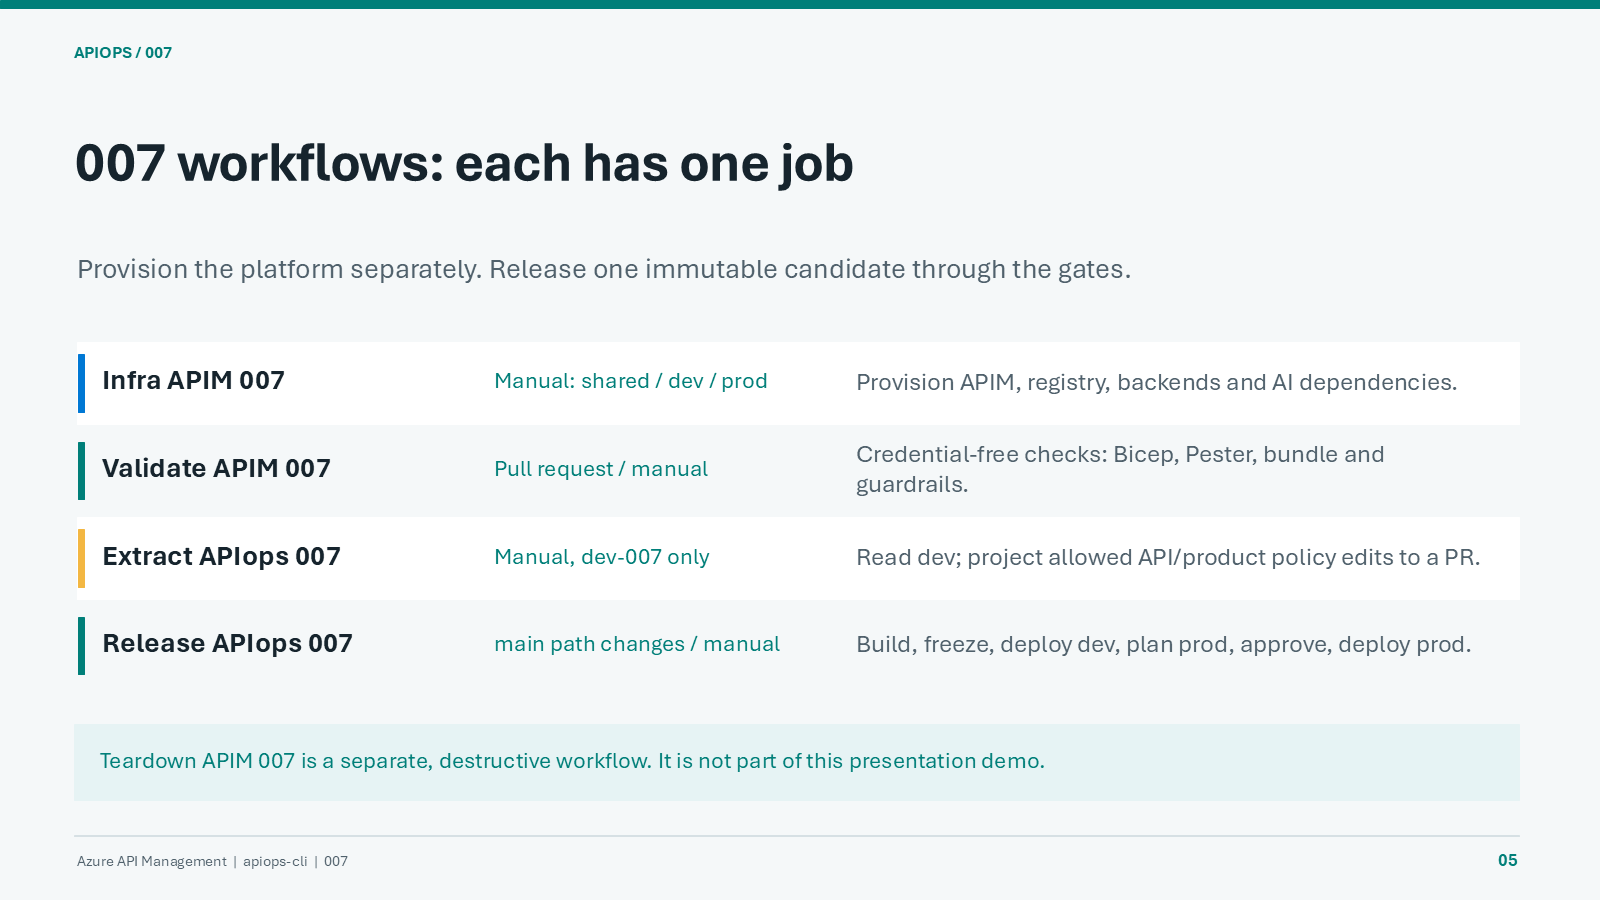 APIOPS / 007
007 workflows: each has one job
Provision the platform separately. Release one immutable candidate through the gates.
Infra APIM 007
Manual: shared / dev / prod
Provision APIM, registry, backends and AI dependencies.
Validate APIM 007
Pull request / manual
Credential-free checks: Bicep, Pester, bundle and
guardrails.
Extract APIops 007
Manual, dev-007 only
Read dev; project allowed API/product policy edits to a PR.
Release APIops 007
main path changes / manual
Build, freeze, deploy dev, plan prod, approve, deploy prod.
Teardown APIM 007 is a separate, destructive workflow. It is not part of this presentation demo.
Azure API Management | apiops-cli | 007
05